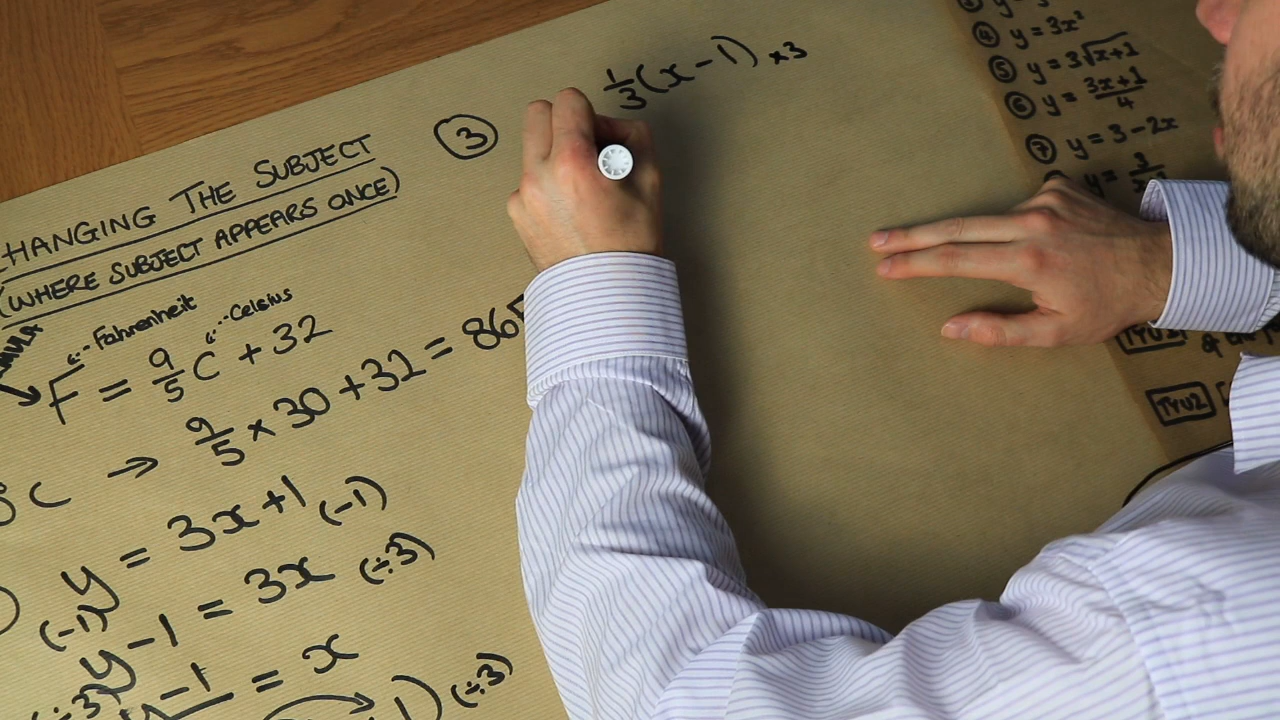 CHANGING THE SUBJECT
(WHERE SUBJECT APPEARS ONCE)
Fahrenheit
Celsius
F = 9/5 C + 32
C → 9/5 × 30 + 32 = 86
y = 3x + 1 (-1)
(-1) y - 1 = 3x (÷3)
= x
1) (÷3)
③ 1/3 (x - 1) ×3
④ y = 3x²
⑤ y = 3√(x+1)
⑥ y = (3x+1)/4
⑦ y = 3 - 2x
TYU2